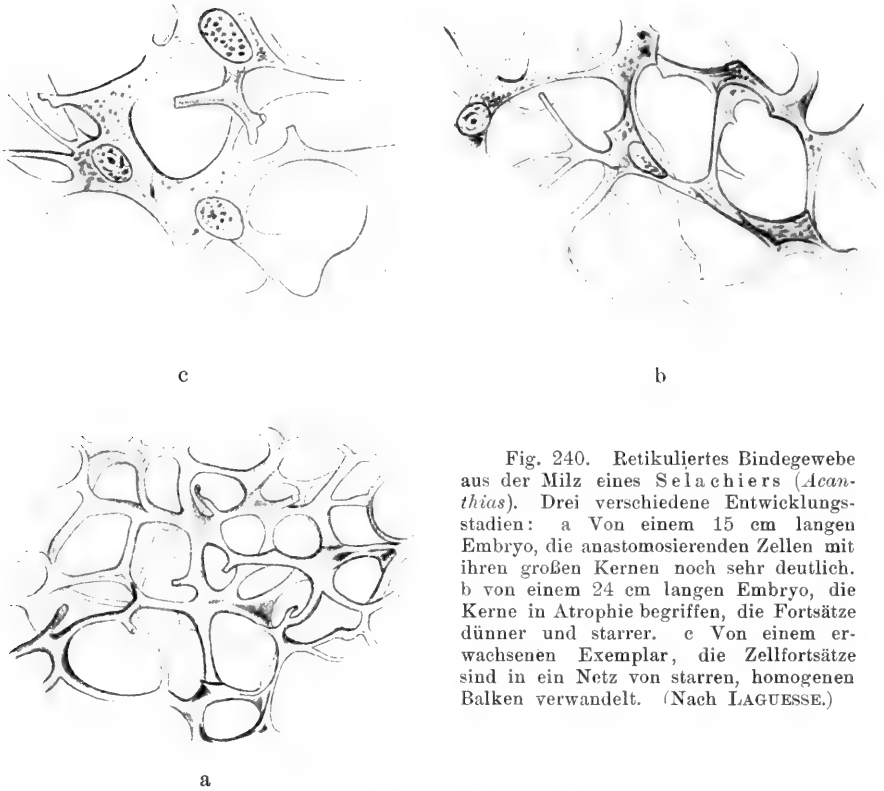 c
b
Fig. 240. Retikuliertes Bindegewebe
aus der Milz eines Selachiers (Acan-
thias). Drei verschiedene Entwicklungs-
stadien: a Von einem 15 cm langen
Embryo, die anastomosierenden Zellen mit
ihren großen Kernen noch sehr deutlich.
b von einem 24 cm langen Embryo, die
Kerne in Atrophie begriffen, die Fortsätze
dünner und starrer. c Von einem er-
wachsenen Exemplar, die Zellfortsätze
sind in ein Netz von starren, homogenen
Balken verwandelt. (Nach LAGUESSE.)
a